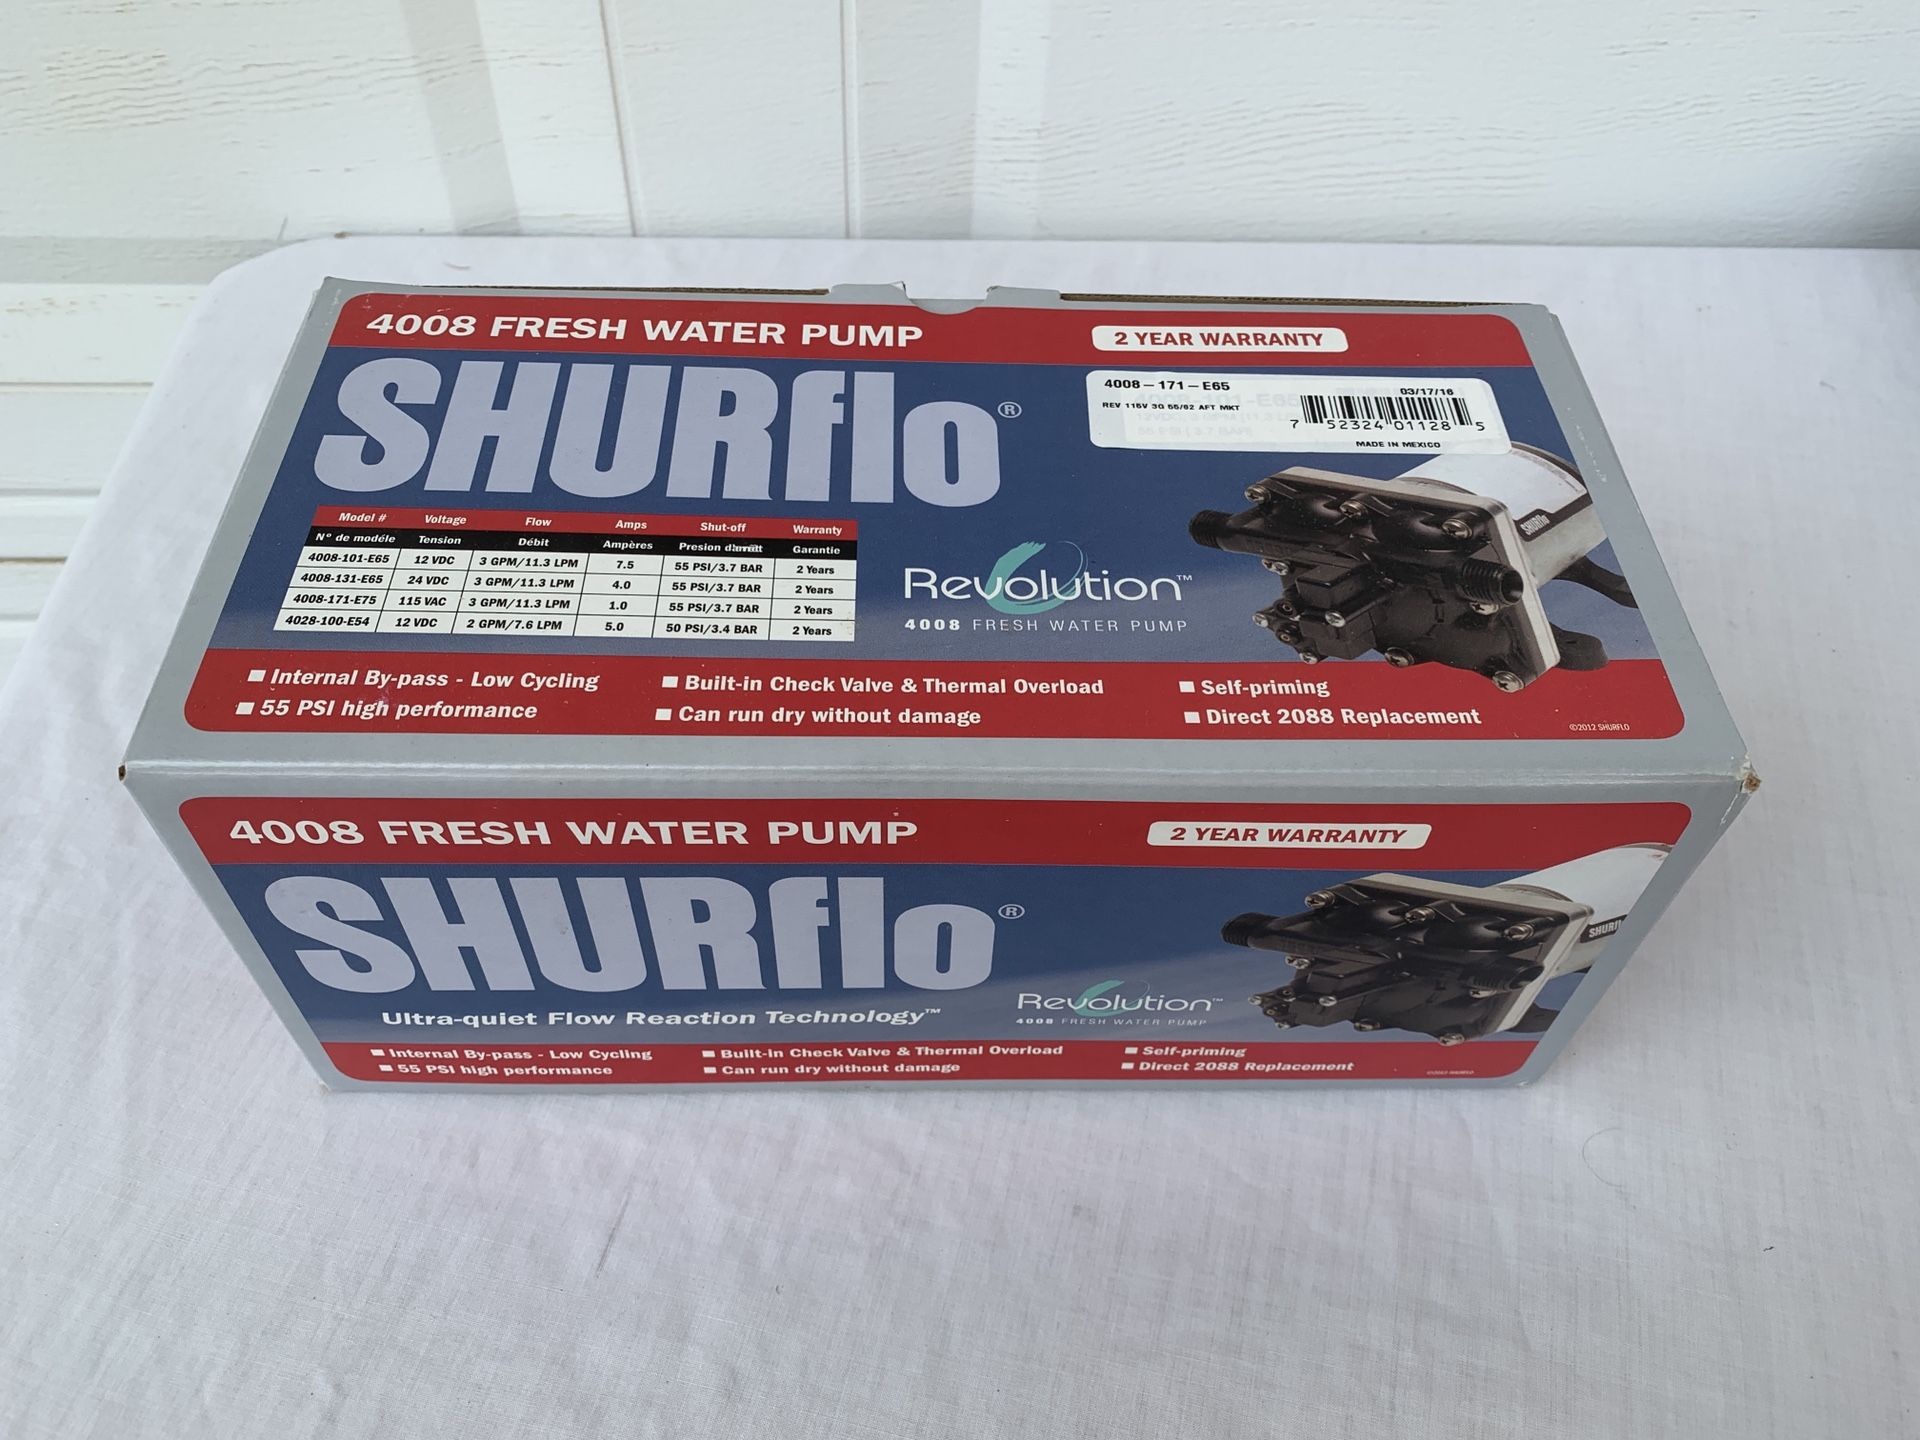 4008 FRESH WATER PUMP
2 YEAR WARRANTY
SHURflo®
4008-171-E65
03/17/16
REV 115V 3G 55/62 AFT MKT
7 52324 01128 5
MADE IN MEXICO
SHURflo
Model # Voltage Flow Amps Shut-off Warranty
N° de modéle Tension Débit Ampères Presion Garantie
4008-101-E65 12 VDC 3 GPM/11.3 LPM 7.5 55 PSI/3.7 BAR 2 Years
4008-131-E65 24 VDC 3 GPM/11.3 LPM 4.0 55 PSI/3.7 BAR 2 Years
4008-171-E75 115 VAC 3 GPM/11.3 LPM 1.0 55 PSI/3.7 BAR 2 Years
4028-100-E54 12 VDC 2 GPM/7.6 LPM 5.0 50 PSI/3.4 BAR 2 Years
Revolution™
4008 FRESH WATER PUMP
■ Internal By-pass - Low Cycling ■ Built-in Check Valve & Thermal Overload ■ Self-priming
■ 55 PSI high performance ■ Can run dry without damage ■ Direct 2088 Replacement
©2012 SHURFLO
4008 FRESH WATER PUMP
2 YEAR WARRANTY
SHURflo®
Ultra-quiet Flow Reaction Technology™
Revolution™
4008 FRESH WATER PUMP
■ Internal By-pass - Low Cycling ■ Built-in Check Valve & Thermal Overload ■ Self-priming
■ 55 PSI high performance ■ Can run dry without damage ■ Direct 2088 Replacement
©2012 SHURFLO